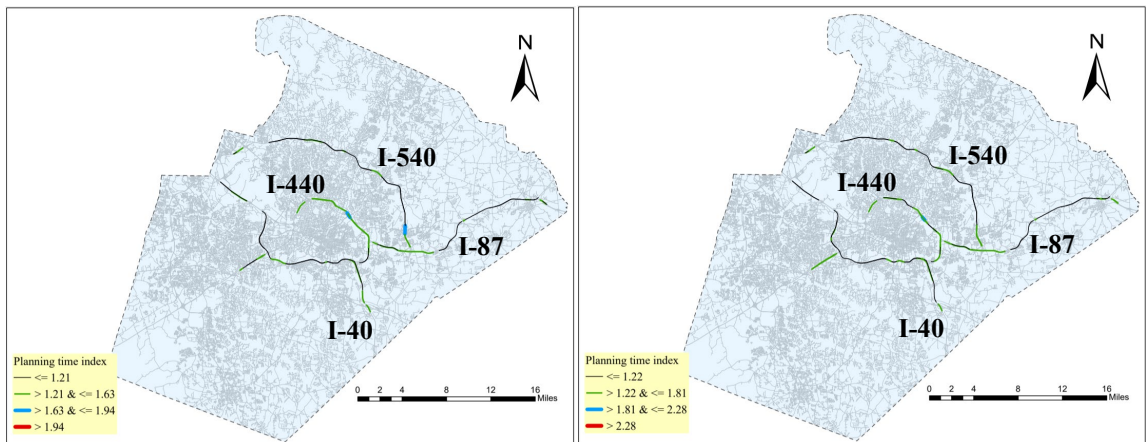 N
I-540
I-440
I-87
I-40
Planning time index
<= 1.21
> 1.21 & <= 1.63
> 1.63 & <= 1.94
> 1.94
0 2 4 8 12 16
Miles
N
I-540
I-440
I-87
I-40
Planning time index
<= 1.22
> 1.22 & <= 1.81
> 1.81 & <= 2.28
> 2.28
0 2 4 8 12 16
Miles